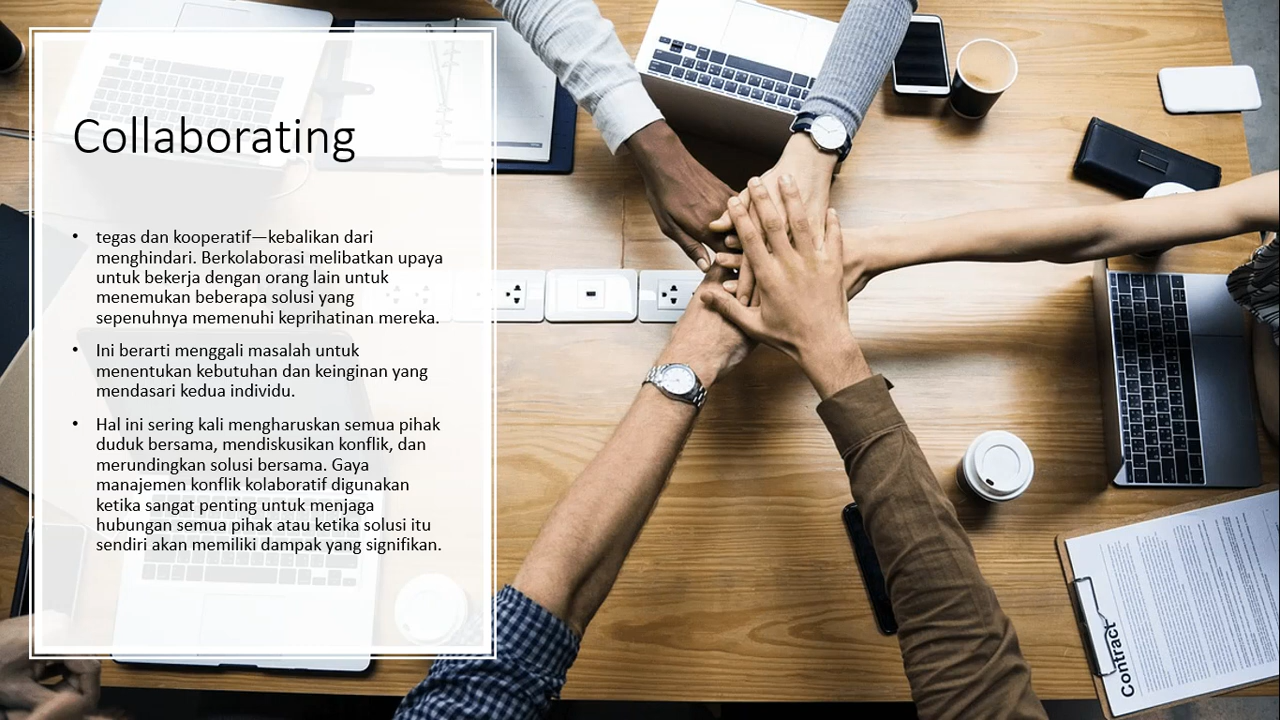 Collaborating
• tegas dan kooperatif—kebalikan dari
menghindari. Berkolaborasi melibatkan upaya
untuk bekerja dengan orang lain untuk
menemukan beberapa solusi yang
sepenuhnya memenuhi keprihatinan mereka.
• Ini berarti menggali masalah untuk
menentukan kebutuhan dan keinginan yang
mendasari kedua individu.
• Hal ini sering kali mengharuskan semua pihak
duduk bersama, mendiskusikan konflik, dan
merundingkan solusi bersama. Gaya
manajemen konflik kolaboratif digunakan
ketika sangat penting untuk menjaga
hubungan semua pihak atau ketika solusi itu
sendiri akan memiliki dampak yang signifikan.
Contract